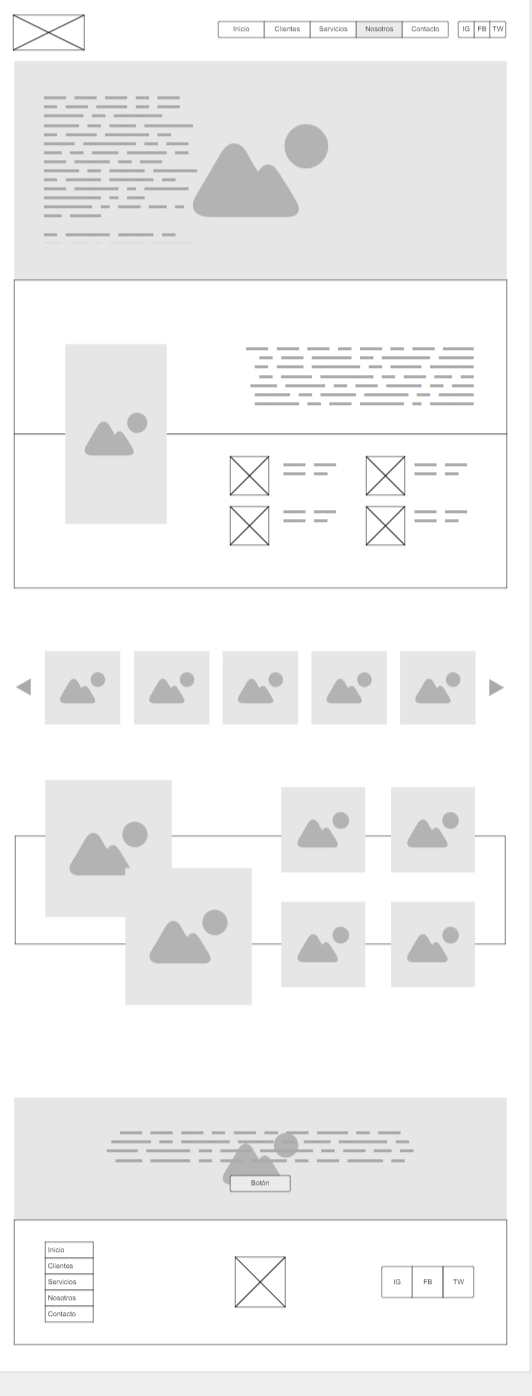 Inicio Clientes Servicios Nosotros Contacto IG FB TW
Botón
Inicio
Clientes
Servicios
Nosotros
Contacto
IG FB TW